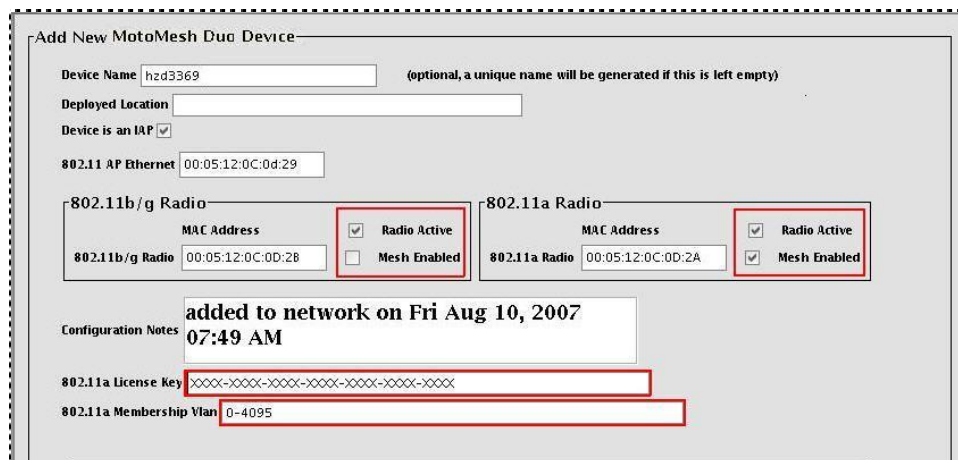 Add New MotoMesh Duo Device
Device Name hzd3369 (optional, a unique name will be generated if this is left empty)
Deployed Location
Device is an IAP
802.11 AP Ethernet 00:05:12:0C:0d:29
802.11b/g Radio
MAC Address Radio Active
802.11b/g Radio 00:05:12:0C:0D:2B Mesh Enabled
802.11a Radio
MAC Address Radio Active
802.11a Radio 00:05:12:0C:0D:2A Mesh Enabled
Configuration Notes added to network on Fri Aug 10, 2007
07:49 AM
802.11a License Key XXXX-XXXX-XXXX-XXXX-XXXX-XXXX-XXXX
802.11a Membership Vlan 0-4095